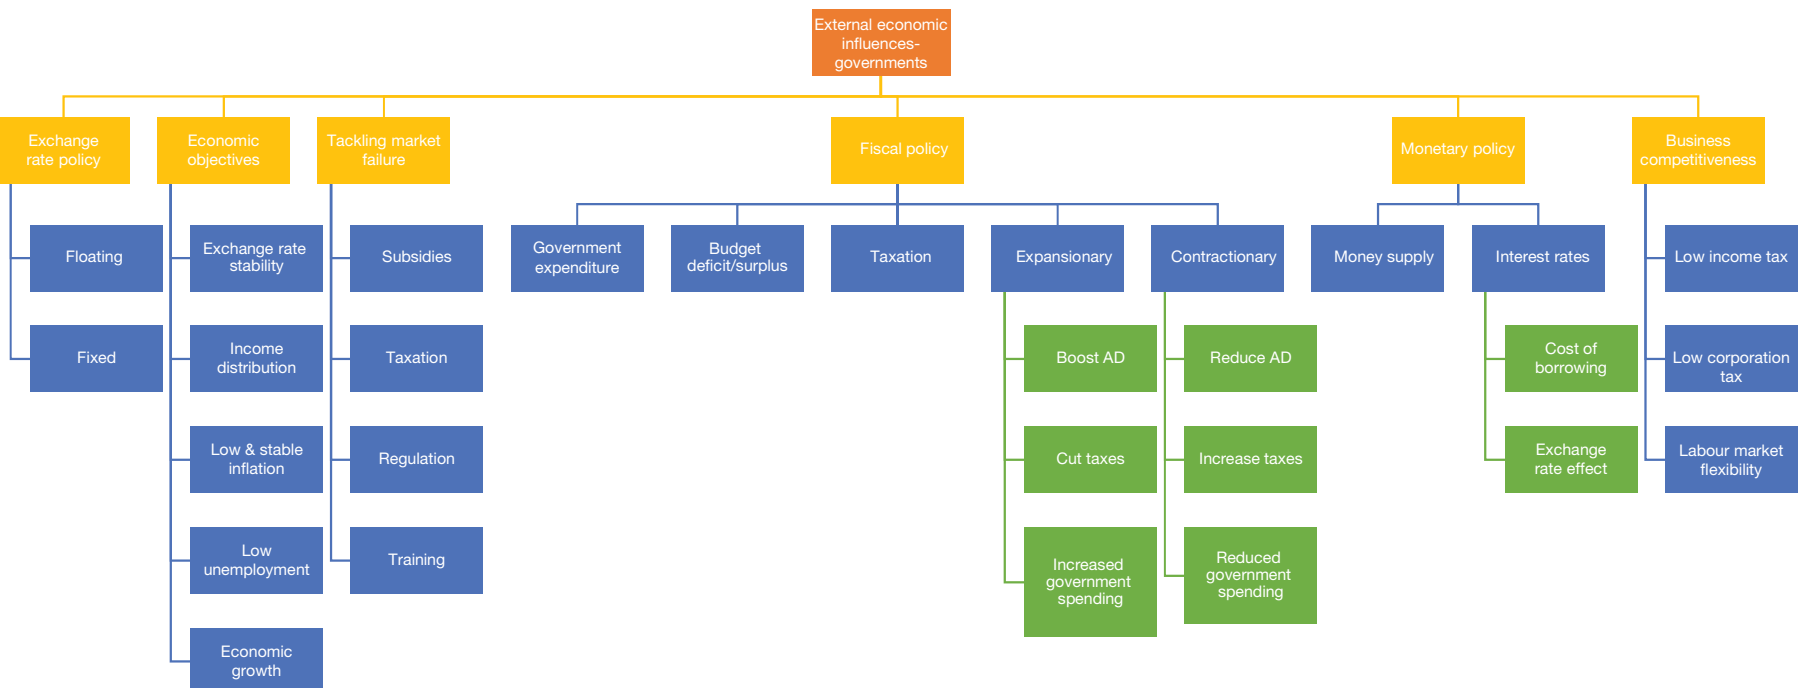 External economic
influences-
governments
Exchange
rate policy
Economic
objectives
Tackling market
failure
Fiscal policy
Monetary policy
Business
competitiveness
Floating
Exchange rate
stability
Subsidies
Government
expenditure
Budget
deficit/surplus
Taxation
Expansionary
Contractionary
Money supply
Interest rates
Low income tax
Fixed
Income
distribution
Taxation
Boost AD
Reduce AD
Cost of
borrowing
Low corporation
tax
Low & stable
inflation
Regulation
Cut taxes
Increase taxes
Exchange
rate effect
Labour market
flexibility
Low
unemployment
Training
Increased
government
spending
Reduced
government
spending
Economic
growth